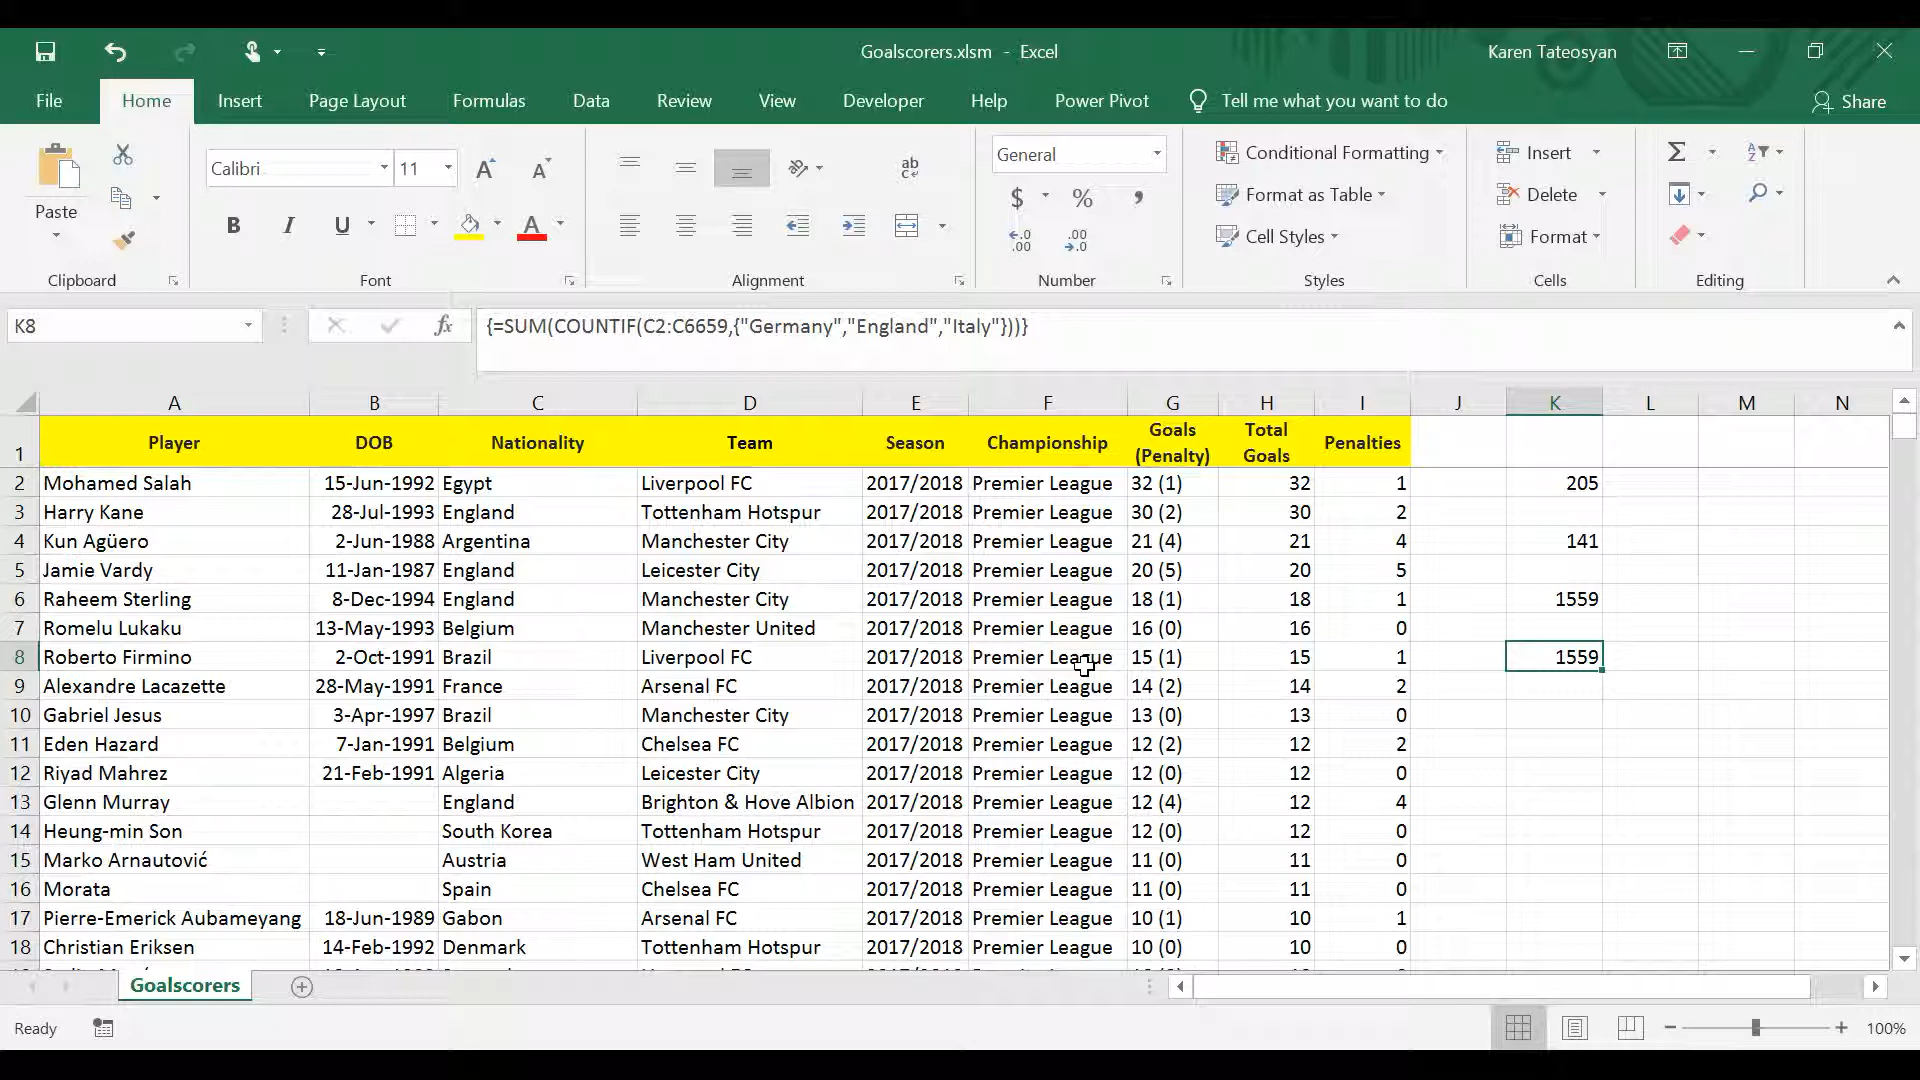 Goalscorers.xlsm - Excel
Karen Tateosyan
File Home Insert Page Layout Formulas Data Review View Developer Help Power Pivot Tell me what you want to do Share
Paste
Clipboard
Calibri 11
B I U A
Font
ab
Alignment
General
$ % ,
Number
Conditional Formatting
Format as Table
Cell Styles
Styles
Insert
Delete
Format
Cells
Editing
K8 fx {=SUM(COUNTIF(C2:C6659,{"Germany","England","Italy"}))}
A B C D E F G H I J K L M N
1 Player DOB Nationality Team Season Championship Goals (Penalty) Total Goals Penalties
2 Mohamed Salah 15-Jun-1992 Egypt Liverpool FC 2017/2018 Premier League 32 (1) 32 1 205
3 Harry Kane 28-Jul-1993 England Tottenham Hotspur 2017/2018 Premier League 30 (2) 30 2
4 Kun Agüero 2-Jun-1988 Argentina Manchester City 2017/2018 Premier League 21 (4) 21 4 141
5 Jamie Vardy 11-Jan-1987 England Leicester City 2017/2018 Premier League 20 (5) 20 5
6 Raheem Sterling 8-Dec-1994 England Manchester City 2017/2018 Premier League 18 (1) 18 1 1559
7 Romelu Lukaku 13-May-1993 Belgium Manchester United 2017/2018 Premier League 16 (0) 16 0
8 Roberto Firmino 2-Oct-1991 Brazil Liverpool FC 2017/2018 Premier League 15 (1) 15 1 1559
9 Alexandre Lacazette 28-May-1991 France Arsenal FC 2017/2018 Premier League 14 (2) 14 2
10 Gabriel Jesus 3-Apr-1997 Brazil Manchester City 2017/2018 Premier League 13 (0) 13 0
11 Eden Hazard 7-Jan-1991 Belgium Chelsea FC 2017/2018 Premier League 12 (2) 12 2
12 Riyad Mahrez 21-Feb-1991 Algeria Leicester City 2017/2018 Premier League 12 (0) 12 0
13 Glenn Murray England Brighton & Hove Albion 2017/2018 Premier League 12 (4) 12 4
14 Heung-min Son South Korea Tottenham Hotspur 2017/2018 Premier League 12 (0) 12 0
15 Marko Arnautović Austria West Ham United 2017/2018 Premier League 11 (0) 11 0
16 Morata Spain Chelsea FC 2017/2018 Premier League 11 (0) 11 0
17 Pierre-Emerick Aubameyang 18-Jun-1989 Gabon Arsenal FC 2017/2018 Premier League 10 (1) 10 1
18 Christian Eriksen 14-Feb-1992 Denmark Tottenham Hotspur 2017/2018 Premier League 10 (0) 10 0
Goalscorers
Ready
100%